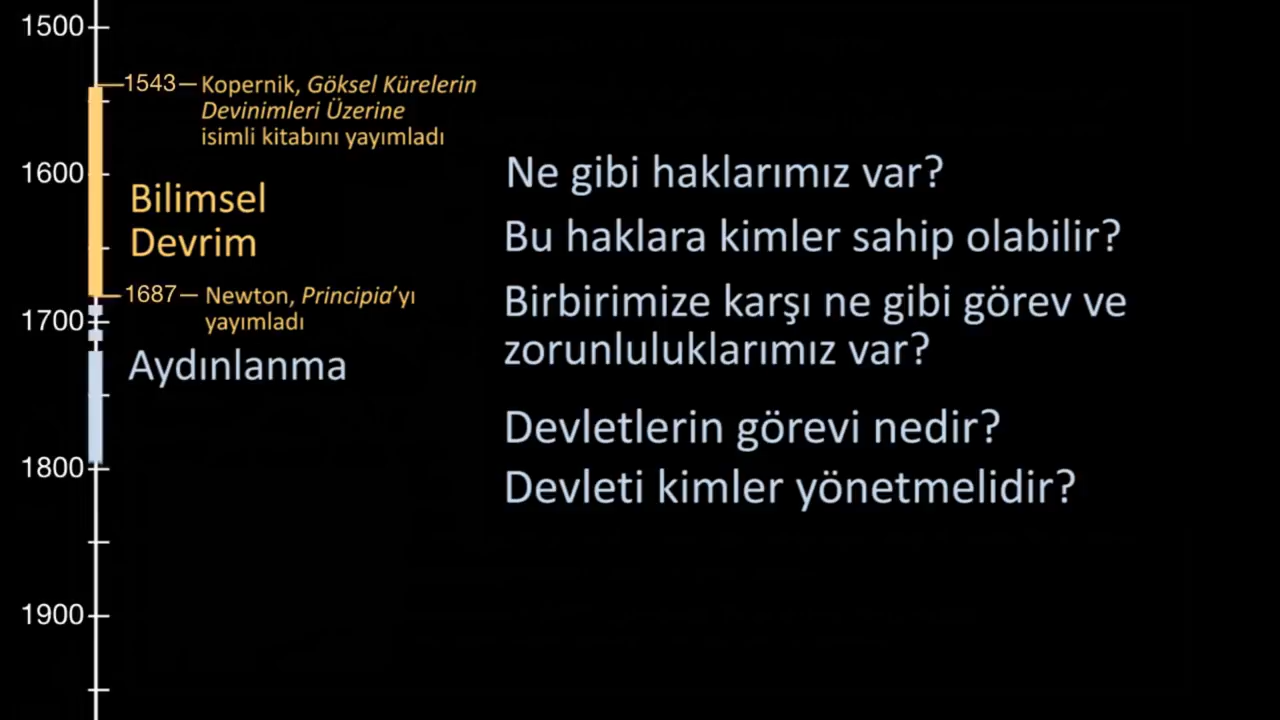 1500
1543
Kopernik, Göksel Kürelerin
Devinimleri Üzerine
isimli kitabını yayımladı
1600
Bilimsel
Devrim
1687
Newton, Principia'yı
yayımladı
1700
Aydınlanma
1800
1900
Ne gibi haklarımız var?
Bu haklara kimler sahip olabilir?
Birbirimize karşı ne gibi görev ve
zorunluluklarımız var?
Devletlerin görevi nedir?
Devleti kimler yönetmelidir?